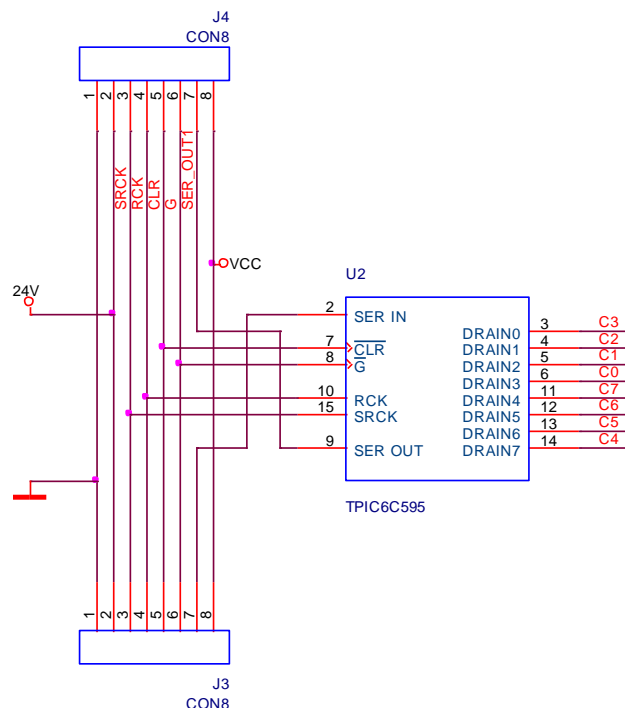 J4
CON8
1 2 3 4 5 6 7 8
SRCK
RCK
CLR
G
SER_OUT1
VCC
24V
U2
2 SER IN
7 CLR
8 G
10 RCK
15 SRCK
9 SER OUT
DRAIN0 3 C3
DRAIN1 4 C2
DRAIN2 5 C1
DRAIN3 6 C0
DRAIN4 11 C7
DRAIN5 12 C6
DRAIN6 13 C5
DRAIN7 14 C4
TPIC6C595
1 2 3 4 5 6 7 8
J3
CON8